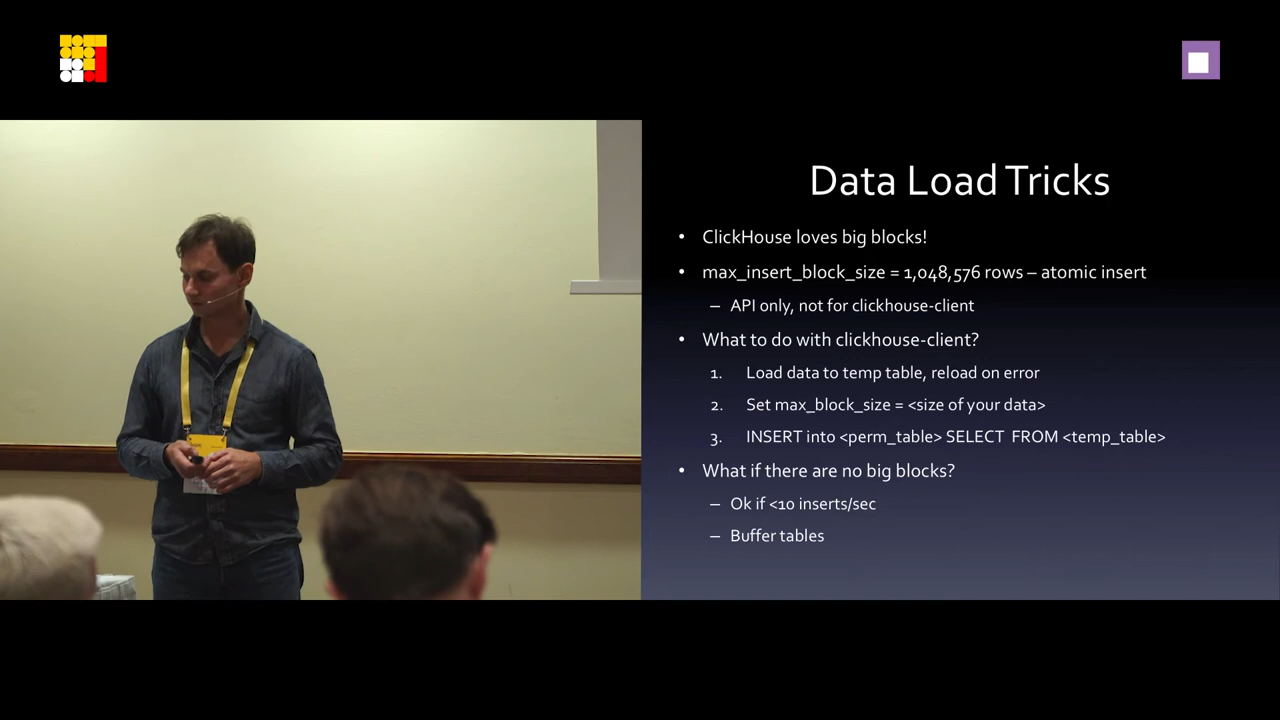 Data Load Tricks
• ClickHouse loves big blocks!
• max_insert_block_size = 1,048,576 rows – atomic insert
– API only, not for clickhouse-client
• What to do with clickhouse-client?
1. Load data to temp table, reload on error
2. Set max_block_size = <size of your data>
3. INSERT into <perm_table> SELECT FROM <temp_table>
• What if there are no big blocks?
– Ok if <10 inserts/sec
– Buffer tables